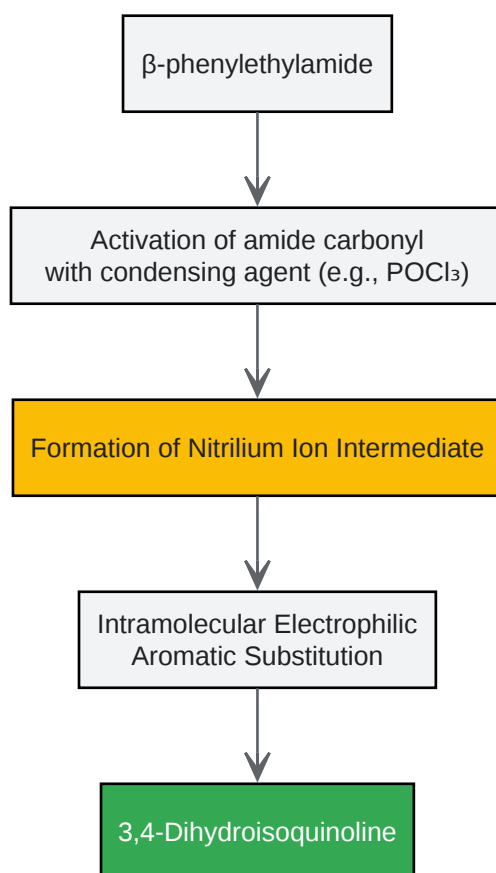 β-phenylethylamide
Activation of amide carbonyl
with condensing agent (e.g., POCl₃)
Formation of Nitrilium Ion Intermediate
Intramolecular Electrophilic
Aromatic Substitution
3,4-Dihydroisoquinoline